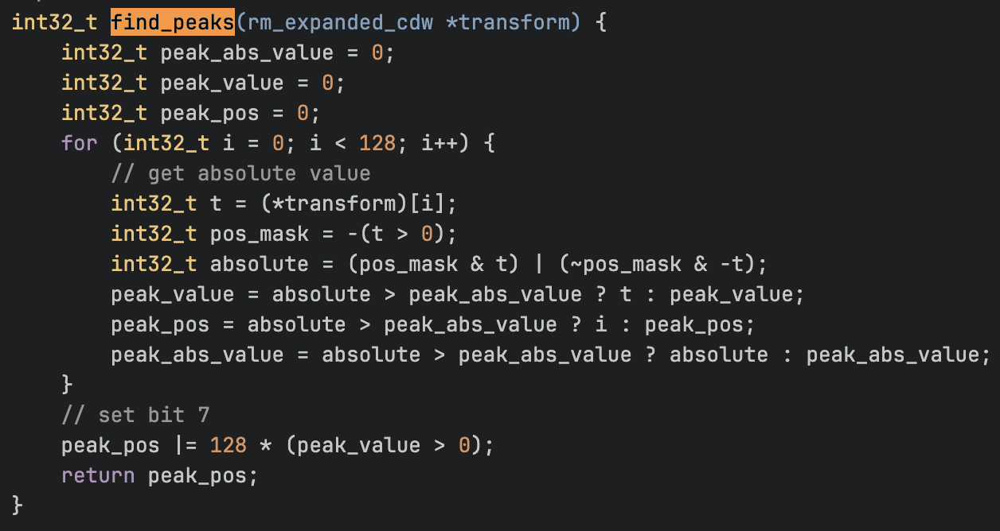 int32_t find_peaks(rm_expanded_cdw *transform) {
    int32_t peak_abs_value = 0;
    int32_t peak_value = 0;
    int32_t peak_pos = 0;
    for (int32_t i = 0; i < 128; i++) {
        // get absolute value
        int32_t t = (*transform)[i];
        int32_t pos_mask = -(t > 0);
        int32_t absolute = (pos_mask & t) | (~pos_mask & -t);
        peak_value = absolute > peak_abs_value ? t : peak_value;
        peak_pos = absolute > peak_abs_value ? i : peak_pos;
        peak_abs_value = absolute > peak_abs_value ? absolute : peak_abs_value;
    }
    // set bit 7
    peak_pos |= 128 * (peak_value > 0);
    return peak_pos;
}